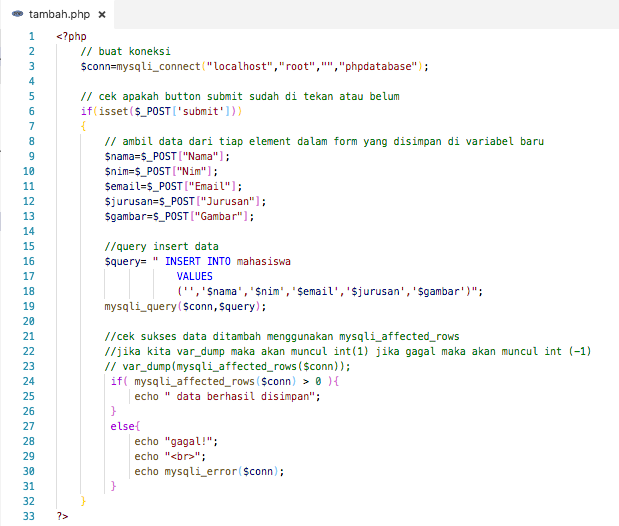 tambah.php ×
1 <?php
2 // buat koneksi
3 $conn=mysqli_connect("localhost","root","","phpdatabase");
4
5 // cek apakah button submit sudah di tekan atau belum
6 if(isset($_POST['submit']))
7 {
8 // ambil data dari tiap element dalam form yang disimpan di variabel baru
9 $nama=$_POST["Nama"];
10 $nim=$_POST["Nim"];
11 $email=$_POST["Email"];
12 $jurusan=$_POST["Jurusan"];
13 $gambar=$_POST["Gambar"];
14
15 //query insert data
16 $query= " INSERT INTO mahasiswa
17 VALUES
18 ('','$nama','$nim','$email','$jurusan','$gambar')";
19 mysqli_query($conn,$query);
20
21 //cek sukses data ditambah menggunakan mysqli_affected_rows
22 //jika kita var_dump maka akan muncul int(1) jika gagal maka akan muncul int (-1)
23 // var_dump(mysqli_affected_rows($conn));
24 if( mysqli_affected_rows($conn) > 0 ){
25 echo " data berhasil disimpan";
26 }
27 else{
28 echo "gagal!";
29 echo "<br>";
30 echo mysqli_error($conn);
31 }
32 }
33 ?>